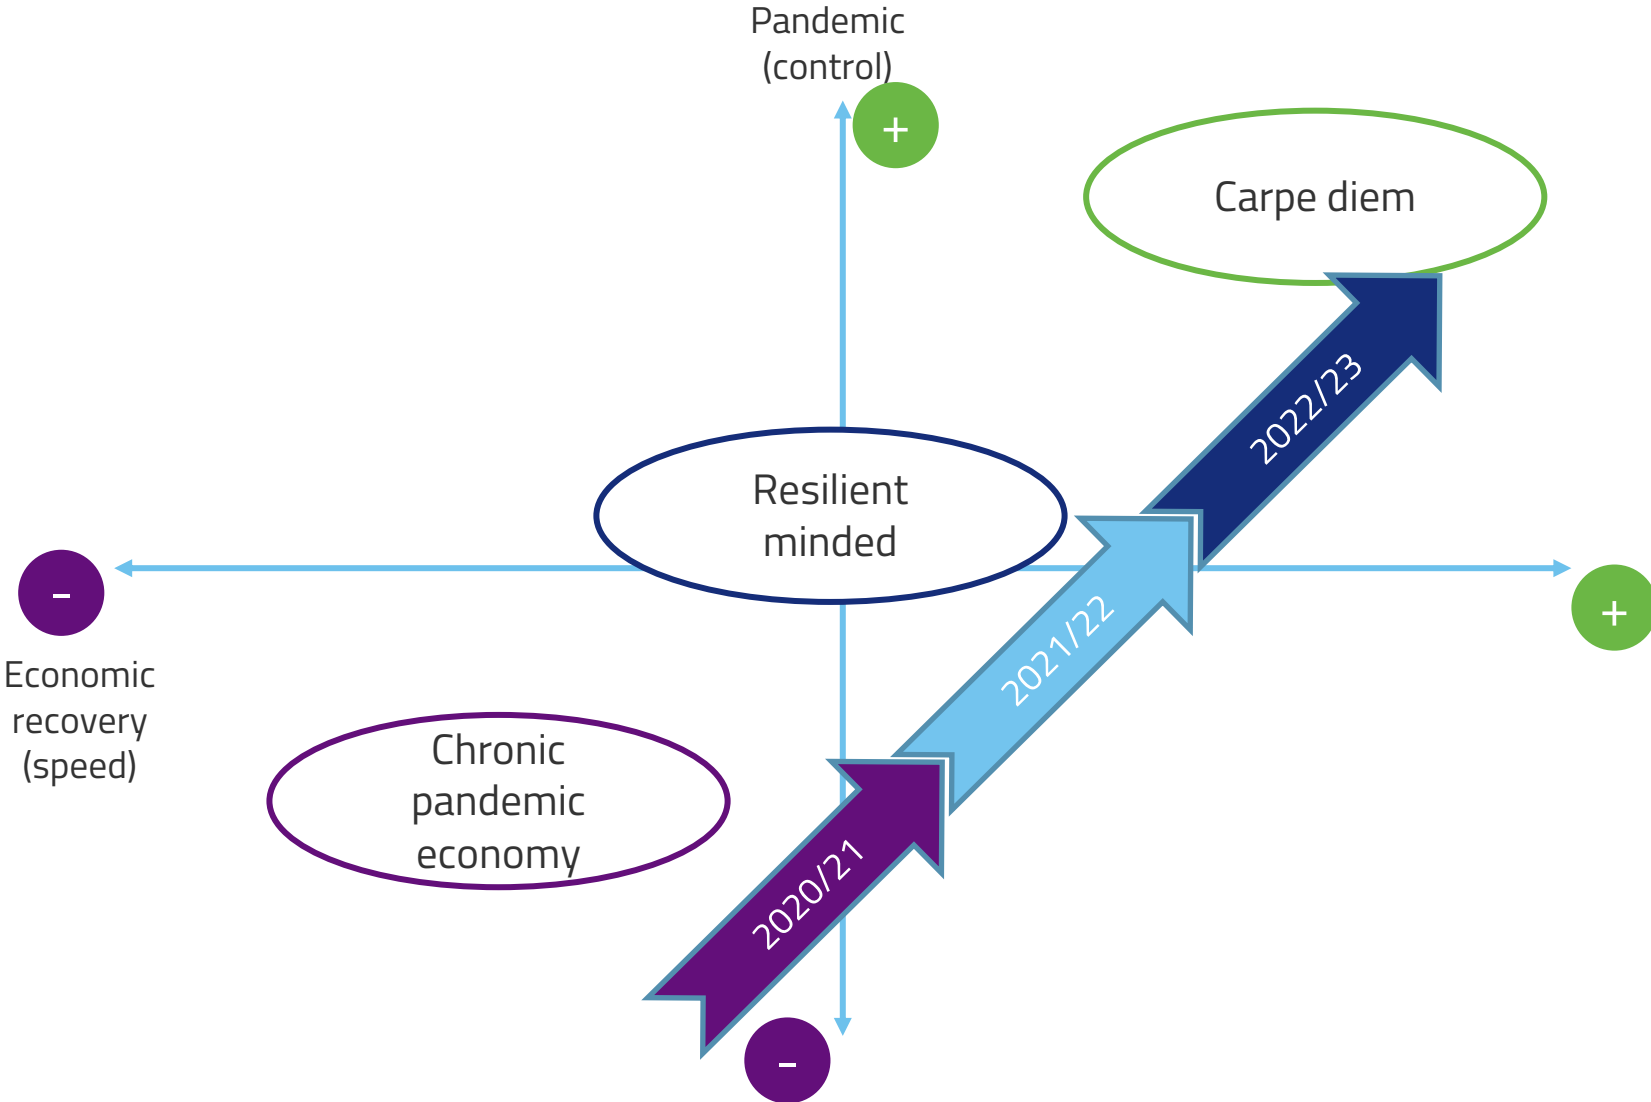 Pandemic
(control)
+
Carpe diem
2022/23
Resilient
minded
-
+
2021/22
Economic
recovery
(speed)
Chronic
pandemic
economy
2020/21
-